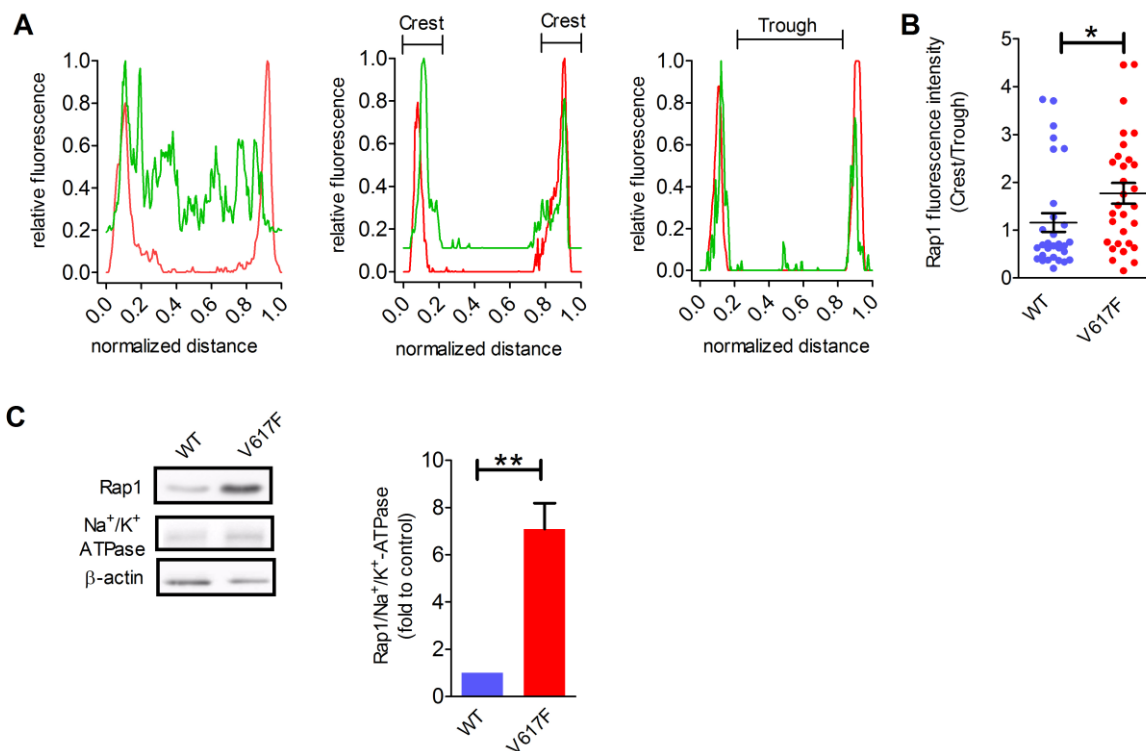 A
Crest
Crest
Trough
relative fluorescence
1.0
0.8
0.6
0.4
0.2
0.0
0.0
0.2
0.4
0.6
0.8
1.0
normalized distance
relative fluorescence
1.0
0.8
0.6
0.4
0.2
0.0
0.0
0.2
0.4
0.6
0.8
1.0
normalized distance
relative fluorescence
1.0
0.8
0.6
0.4
0.2
0.0
0.0
0.2
0.4
0.6
0.8
1.0
normalized distance
B
Rap1 fluorescence intensity
(Crest/Trough)
*
5
4
3
2
1
0
WT
V617F
C
WT
V617F
Rap1
Na⁺/K⁺
ATPase
β-actin
Rap1/Na⁺/K⁺-ATPase
(fold to control)
**
10
8
6
4
2
0
WT
V617F